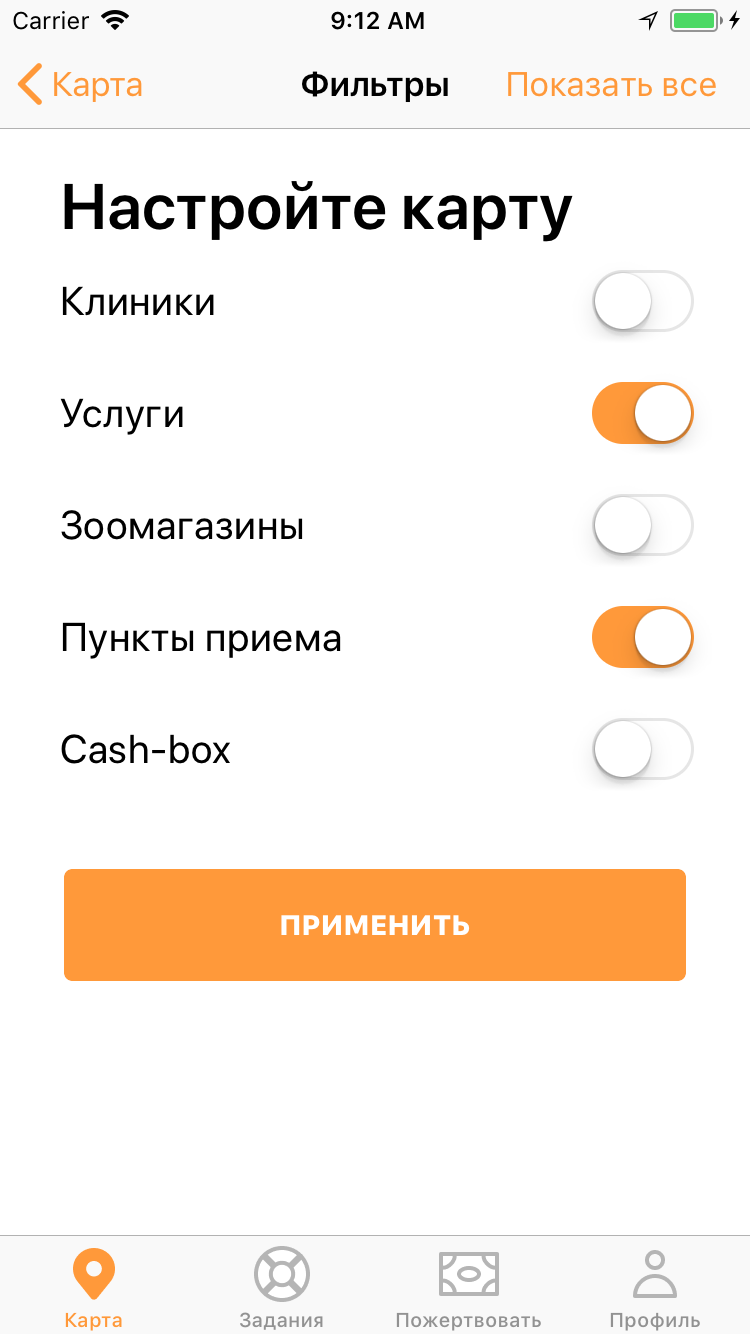 Carrier 9:12 AM
Карта Фильтры Показать все
Настройте карту
Клиники
Услуги
Зоомагазины
Пункты приема
Cash-box
ПРИМЕНИТЬ
Карта Задания Пожертвовать Профиль